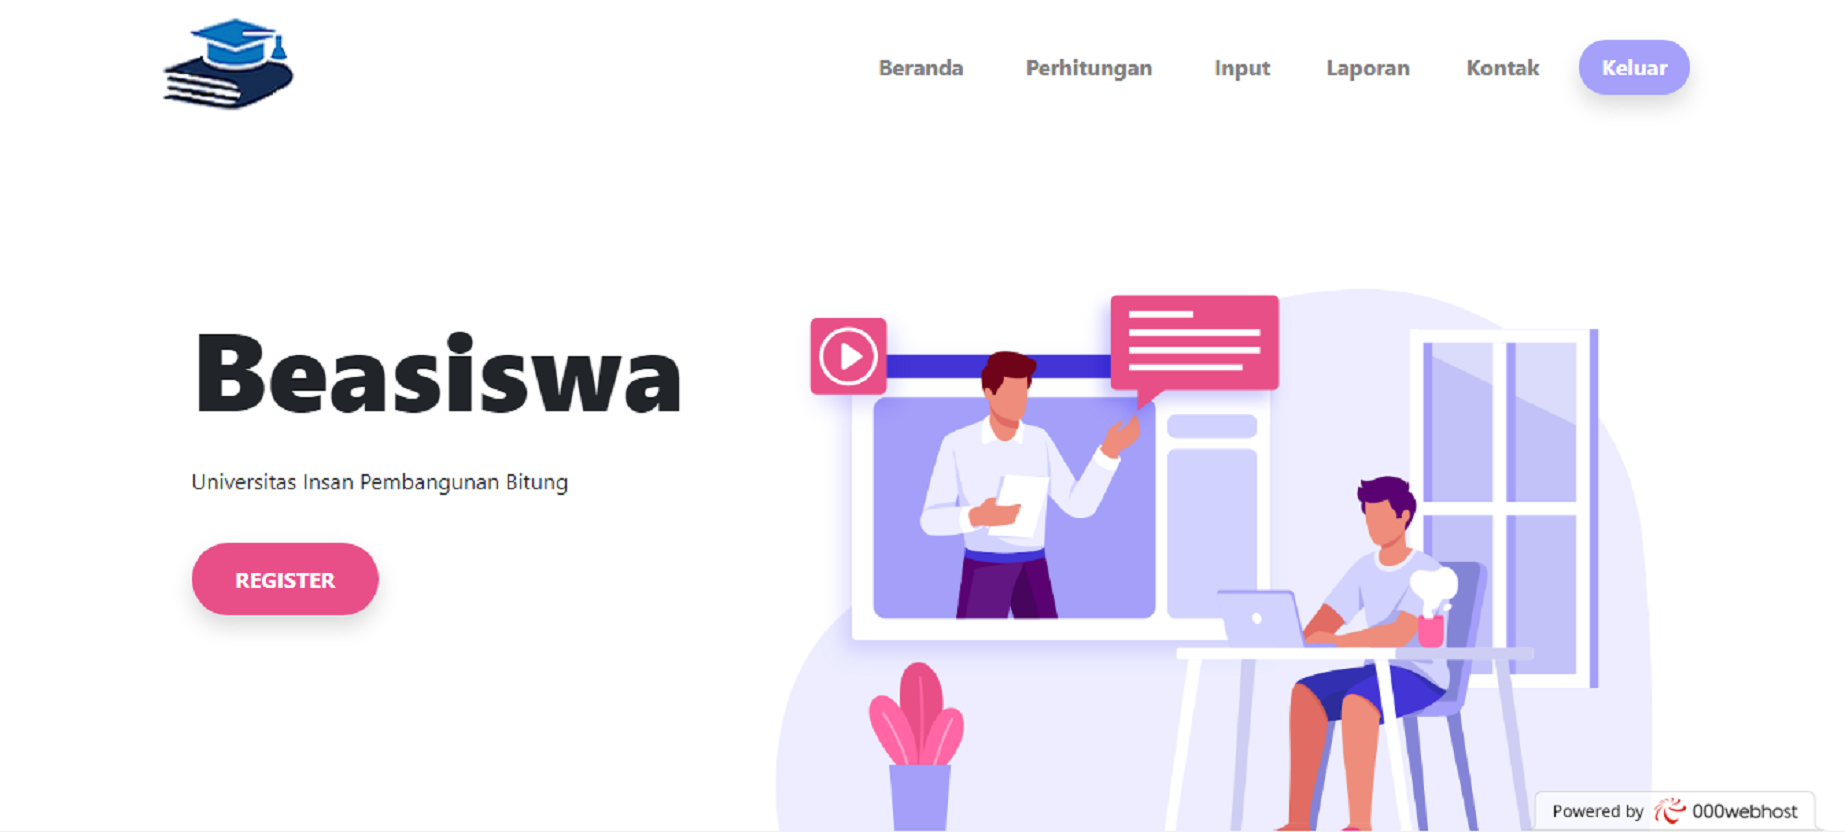 Beranda Perhitungan Input Laporan Kontak Keluar
Beasiswa
Universitas Insan Pembangunan Bitung
REGISTER
Powered by 000webhost